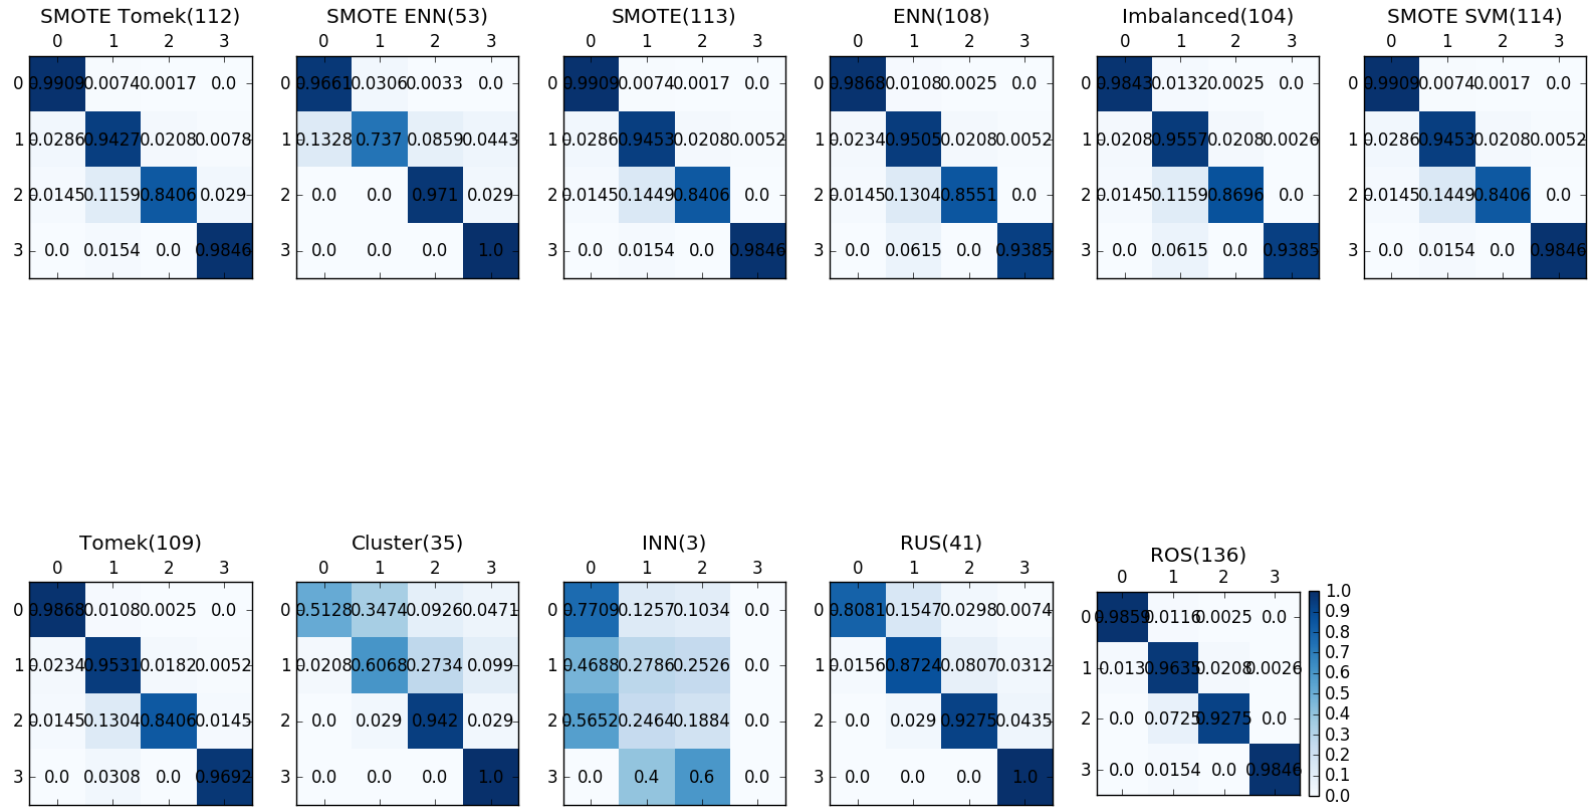 SMOTE Tomek(112)
0 1 2 3
0 0.9909 0.0074 0.0017 0.0
1 0.0286 0.9427 0.0208 0.0078
2 0.0145 0.1159 0.8406 0.029
3 0.0 0.0154 0.0 0.9846
SMOTE ENN(53)
0 1 2 3
0 0.9661 0.0306 0.0033 0.0
1 0.1328 0.737 0.0859 0.0443
2 0.0 0.0 0.971 0.029
3 0.0 0.0 0.0 1.0
SMOTE(113)
0 1 2 3
0 0.9909 0.0074 0.0017 0.0
1 0.0286 0.9453 0.0208 0.0052
2 0.0145 0.1449 0.8406 0.0
3 0.0 0.0154 0.0 0.9846
ENN(108)
0 1 2 3
0 0.9868 0.0108 0.0025 0.0
1 0.0234 0.9505 0.0208 0.0052
2 0.0145 0.1304 0.8551 0.0
3 0.0 0.0615 0.0 0.9385
Imbalanced(104)
0 1 2 3
0 0.9843 0.0132 0.0025 0.0
1 0.0208 0.9557 0.0208 0.0026
2 0.0145 0.1159 0.8696 0.0
3 0.0 0.0615 0.0 0.9385
SMOTE SVM(114)
0 1 2 3
0 0.9909 0.0074 0.0017 0.0
1 0.0286 0.9453 0.0208 0.0052
2 0.0145 0.1449 0.8406 0.0
3 0.0 0.0154 0.0 0.9846
Tomek(109)
0 1 2 3
0 0.9868 0.0108 0.0025 0.0
1 0.0234 0.9531 0.0182 0.0052
2 0.0145 0.1304 0.8406 0.0145
3 0.0 0.0308 0.0 0.9692
Cluster(35)
0 1 2 3
0 0.5128 0.3474 0.0926 0.0471
1 0.0208 0.6068 0.2734 0.099
2 0.0 0.029 0.942 0.029
3 0.0 0.0 0.0 1.0
INN(3)
0 1 2 3
0 0.7709 0.1257 0.1034 0.0
1 0.4688 0.2786 0.2526 0.0
2 0.5652 0.2464 0.1884 0.0
3 0.0 0.4 0.6 0.0
RUS(41)
0 1 2 3
0 0.8081 0.1547 0.0298 0.0074
1 0.0156 0.8724 0.0807 0.0312
2 0.0 0.029 0.9275 0.0435
3 0.0 0.0 0.0 1.0
ROS(136)
0 1 2 3
0 0.9859 0.0116 0.0025 0.0
1 0.013 0.9635 0.0208 0.0026
2 0.0 0.0725 0.9275 0.0
3 0.0 0.0154 0.0 0.9846
1.0
0.9
0.8
0.7
0.6
0.5
0.4
0.3
0.2
0.1
0.0